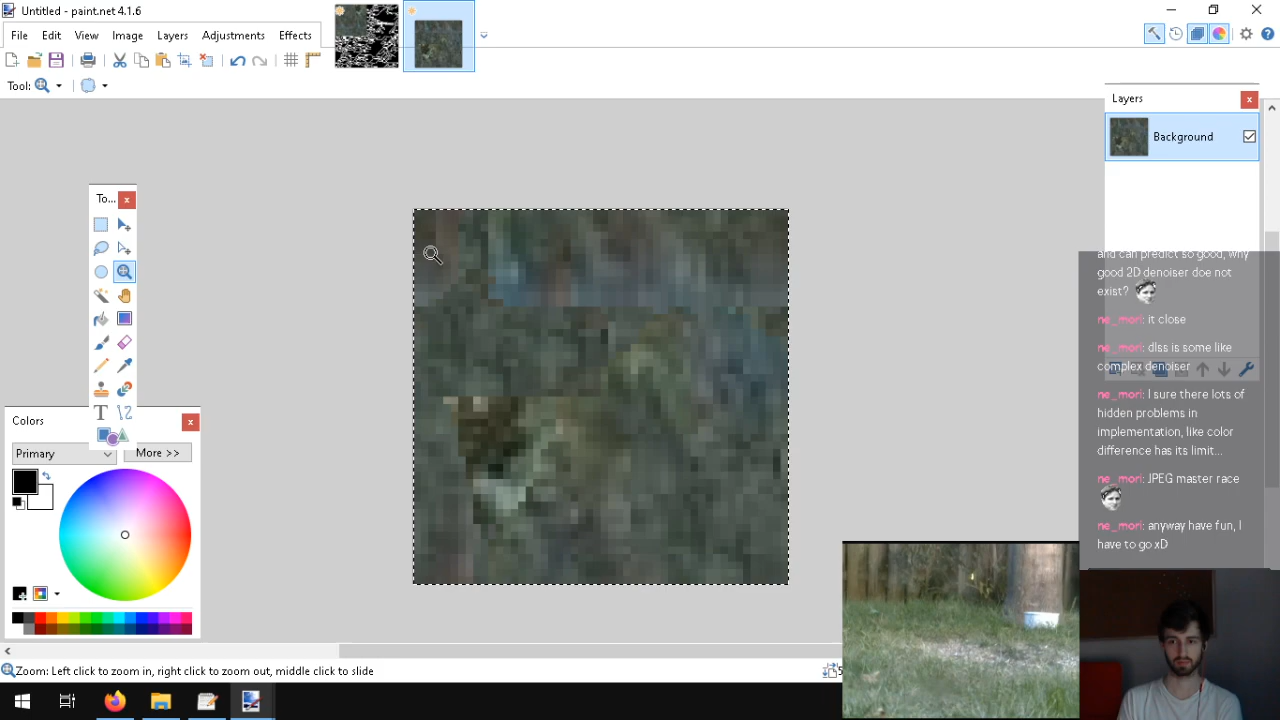 Untitled - paint.net 4.1.6
File Edit View Image Layers Adjustments Effects
Tool:
Layers
Background
To...
and can predict so good, why
good 2D denoiser doe not
exist?
ne_mori: it close
ne_mori: dlss is some like
complex denoiser
ne_mori: I sure there lots of
hidden problems in
implementation, like color
difference has its limit...
ne_mori: JPEG master race
ne_mori: anyway have fun, I
have to go xD
Colors
Primary
More >>
Zoom: Left click to zoom in, right click to zoom out, middle click to slide